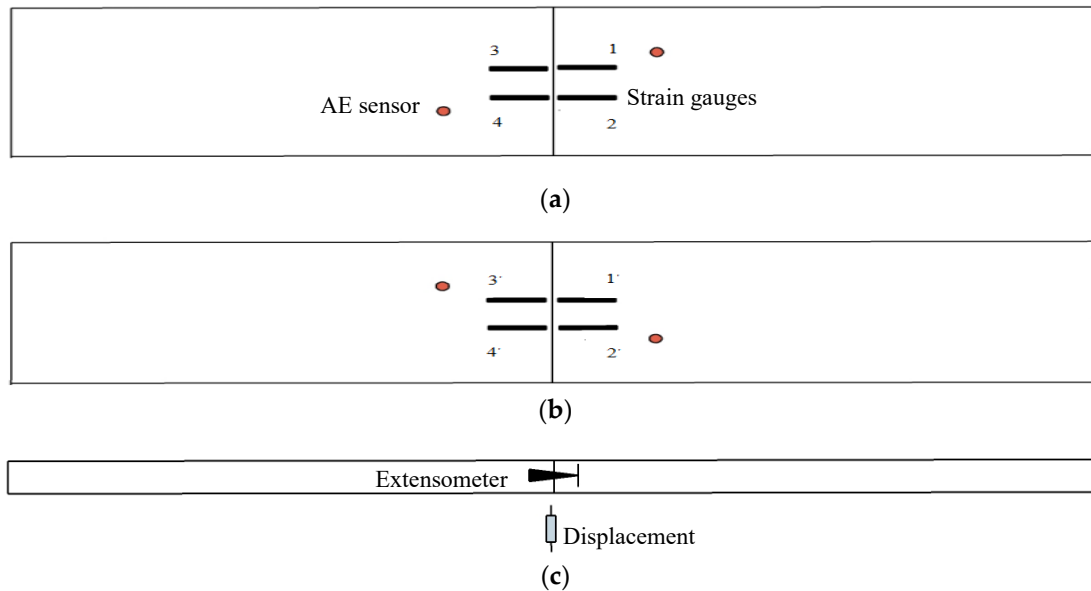 3 1
AE sensor Strain gauges
4 2
(a)
3' 1'
4' 2'
(b)
Extensometer
Displacement
(c)